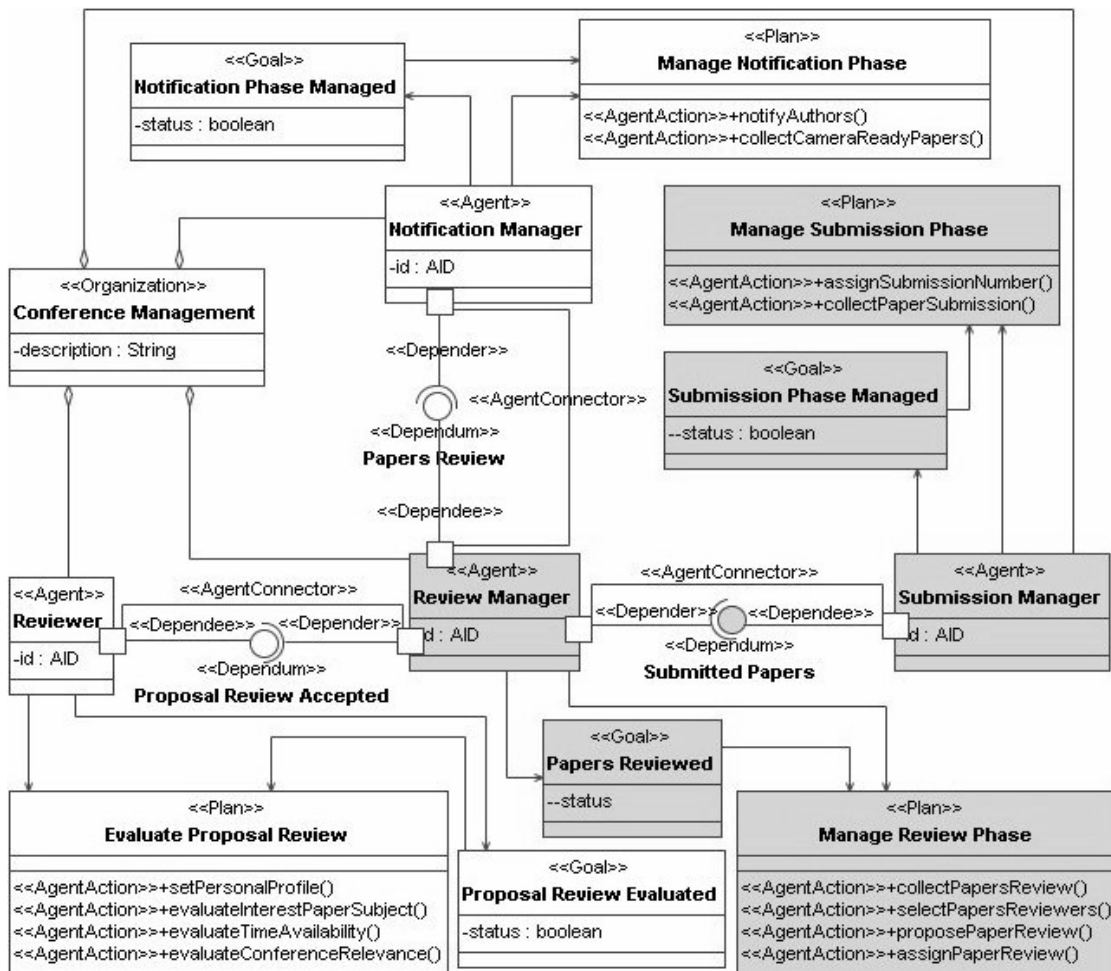 <<Goal>>
Notification Phase Managed
-status : boolean
<<Plan>>
Manage Notification Phase
<<AgentAction>>+notifyAuthors()
<<AgentAction>>+collectCameraReadyPapers()
<<Agent>>
Notification Manager
-id : AID
<<Plan>>
Manage Submission Phase
<<AgentAction>>+assignSubmissionNumber()
<<AgentAction>>+collectPaperSubmission()
<<Organization>>
Conference Management
-description : String
<<Depender>>
<<AgentConnector>>
<<Dependum>>
Papers Review
<<Dependee>>
<<Goal>>
Submission Phase Managed
--status : boolean
<<Agent>>
Reviewer
-id : AID
<<AgentConnector>>
<<Dependee>>
<<Depender>>
<<Dependum>>
Proposal Review Accepted
<<Agent>>
Review Manager
id : AID
<<AgentConnector>>
<<Depender>>
<<Dependee>>
<<Dependum>>
Submitted Papers
<<Agent>>
Submission Manager
id : AID
<<Plan>>
Evaluate Proposal Review
<<AgentAction>>+setPersonalProfile()
<<AgentAction>>+evaluateInterestPaperSubject()
<<AgentAction>>+evaluateTimeAvailability()
<<AgentAction>>+evaluateConferenceRelevance()
<<Goal>>
Proposal Review Evaluated
-status : boolean
<<Goal>>
Papers Reviewed
--status
<<Plan>>
Manage Review Phase
<<AgentAction>>+collectPapersReview()
<<AgentAction>>+selectPapersReviewers()
<<AgentAction>>+proposePaperReview()
<<AgentAction>>+assignPaperReview()